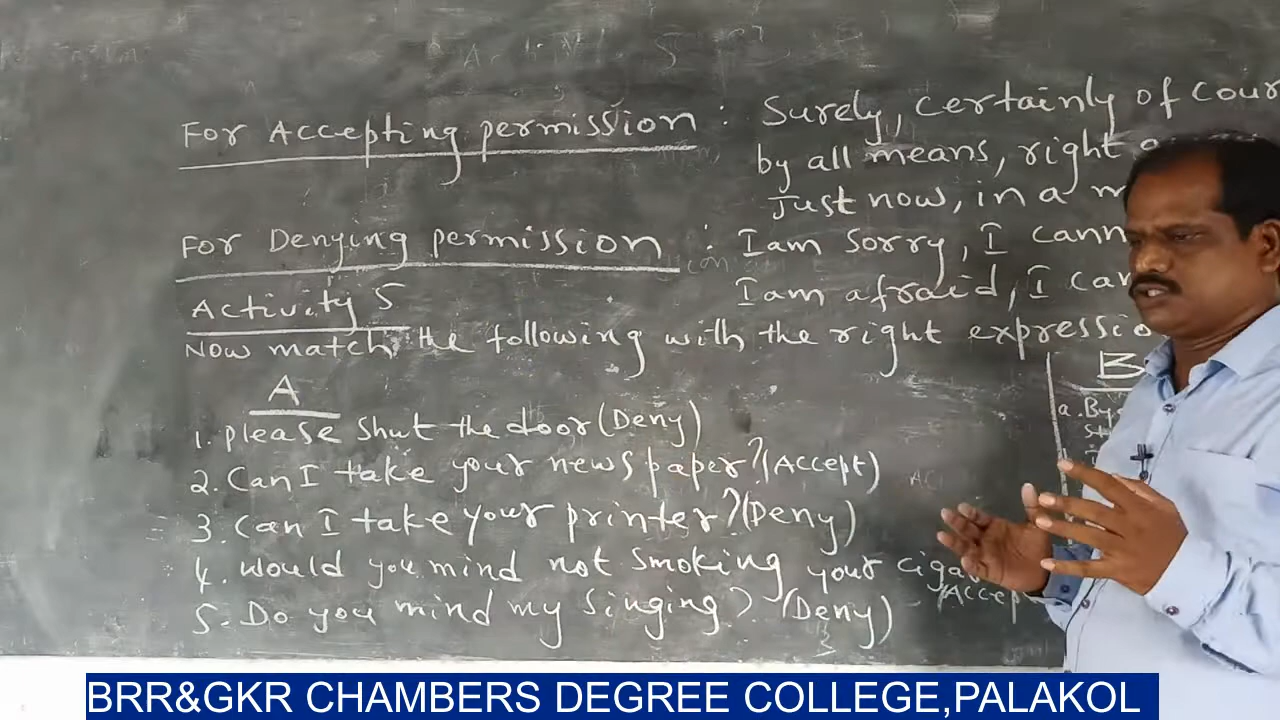 For Accepting permission : Surely, certainly of cour
by all means, right
Just now, in a m
For Denying permission : I am sorry, I cann
I am afraid, I can
Activity 5
Now match the following with the right expressio
A
B
1. please shut the door (Deny)
a. By
2. Can I take your news paper? (Accept)
3. Can I take your printer? (Deny)
4. Would you mind not smoking your cigar
(Accep
5. Do you mind my singing? (Deny)
BRR&GKR CHAMBERS DEGREE COLLEGE,PALAKOL